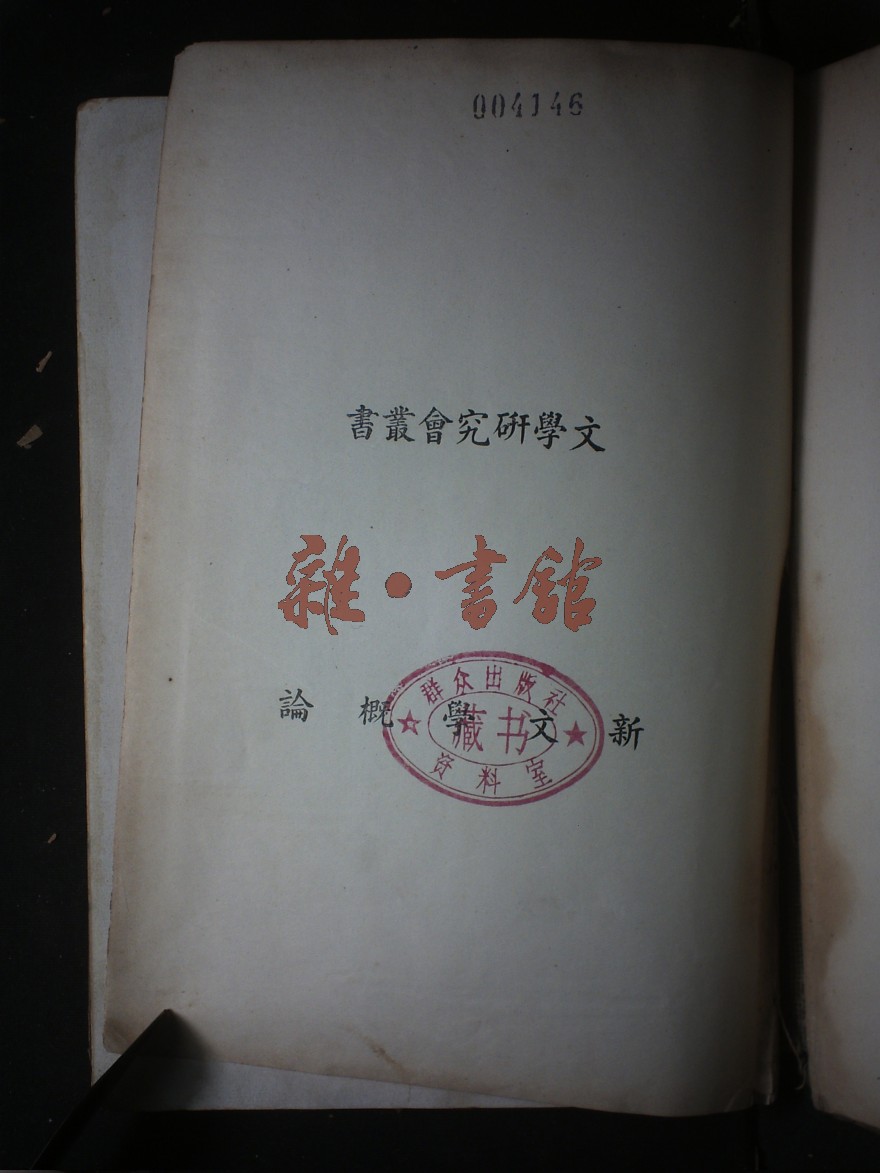 004146
文學研究會叢書
雜·書館
新文學概論
群众出版社
藏书
资料室